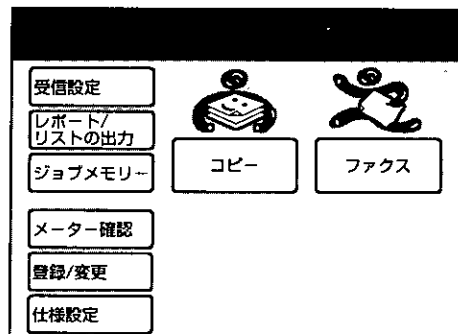 受信設定
レポート/
リストの出力
ジョブメモリー
コピー
ファクス
メーター確認
登録/変更
仕様設定